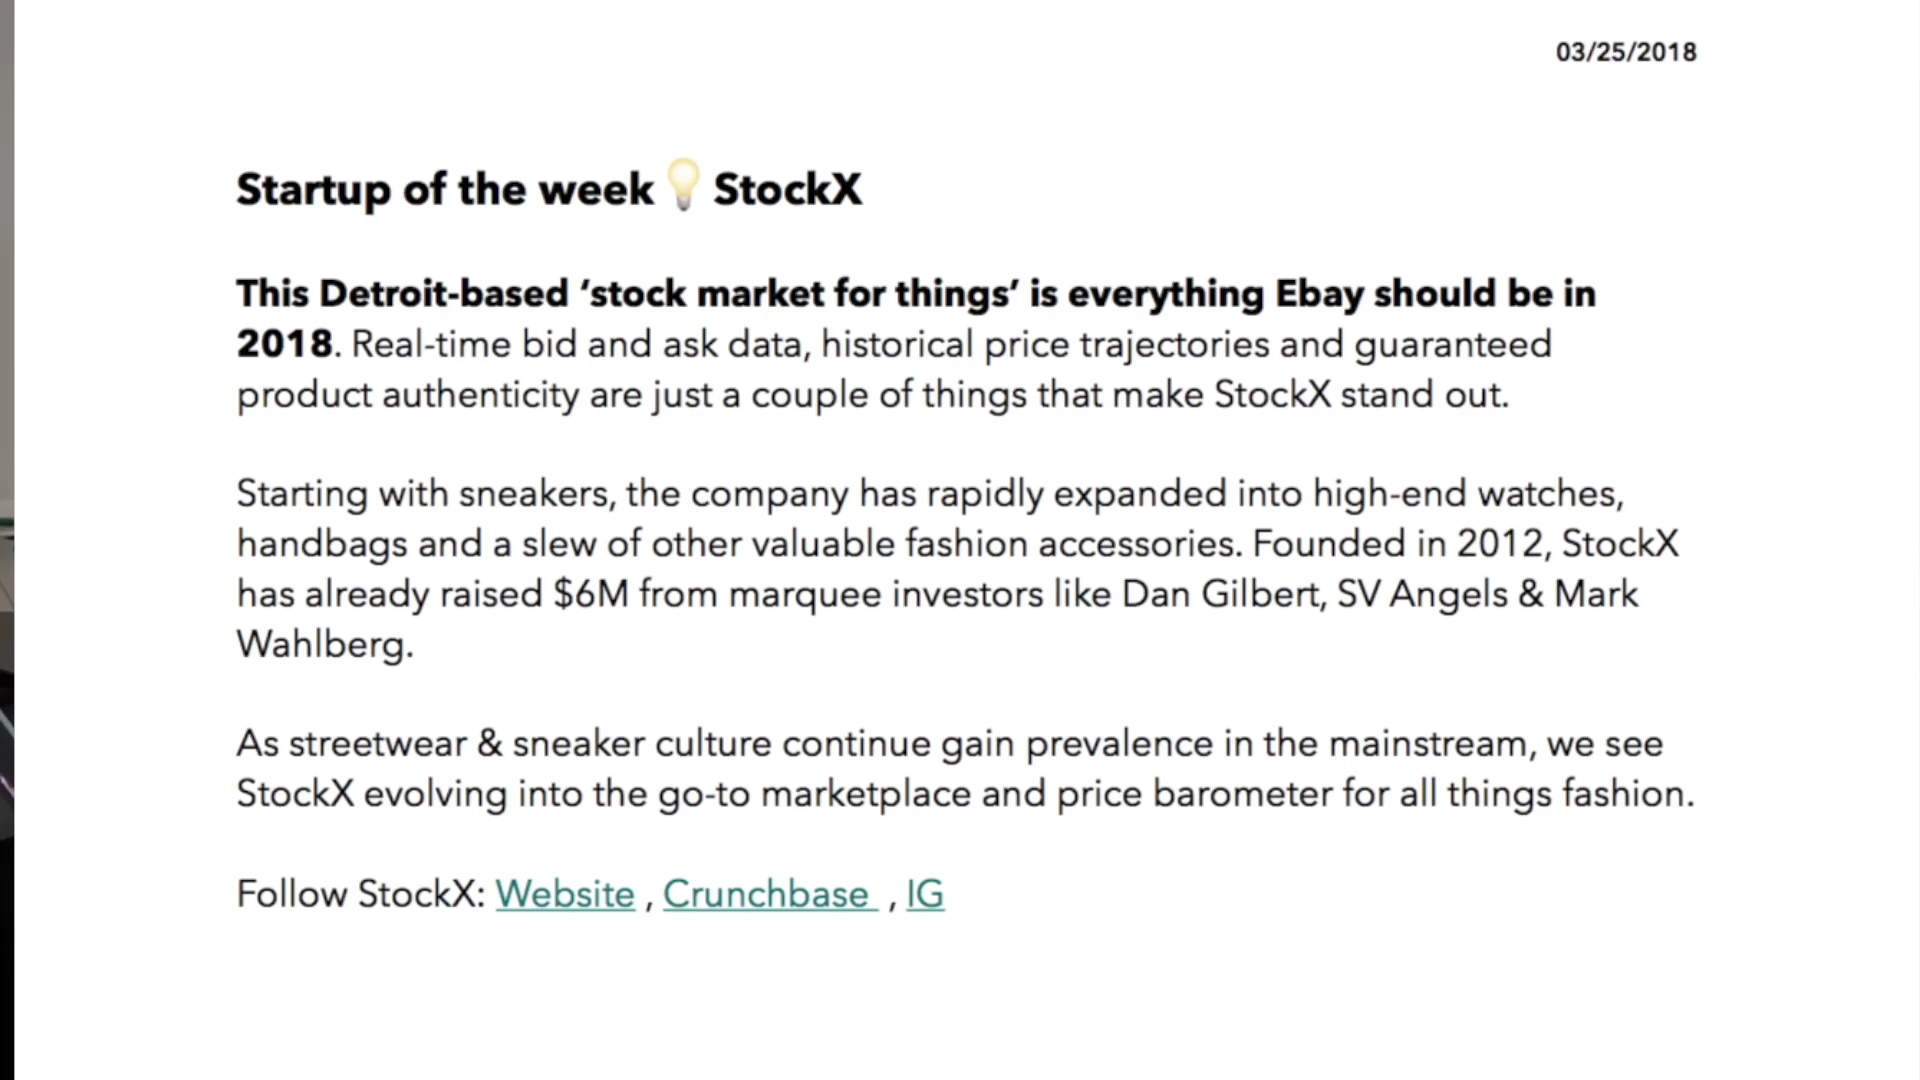 03/25/2018
Startup of the week 💡 StockX
This Detroit-based ‘stock market for things’ is everything Ebay should be in
2018. Real-time bid and ask data, historical price trajectories and guaranteed
product authenticity are just a couple of things that make StockX stand out.
Starting with sneakers, the company has rapidly expanded into high-end watches,
handbags and a slew of other valuable fashion accessories. Founded in 2012, StockX
has already raised $6M from marquee investors like Dan Gilbert, SV Angels & Mark
Wahlberg.
As streetwear & sneaker culture continue gain prevalence in the mainstream, we see
StockX evolving into the go-to marketplace and price barometer for all things fashion.
Follow StockX: Website , Crunchbase , IG